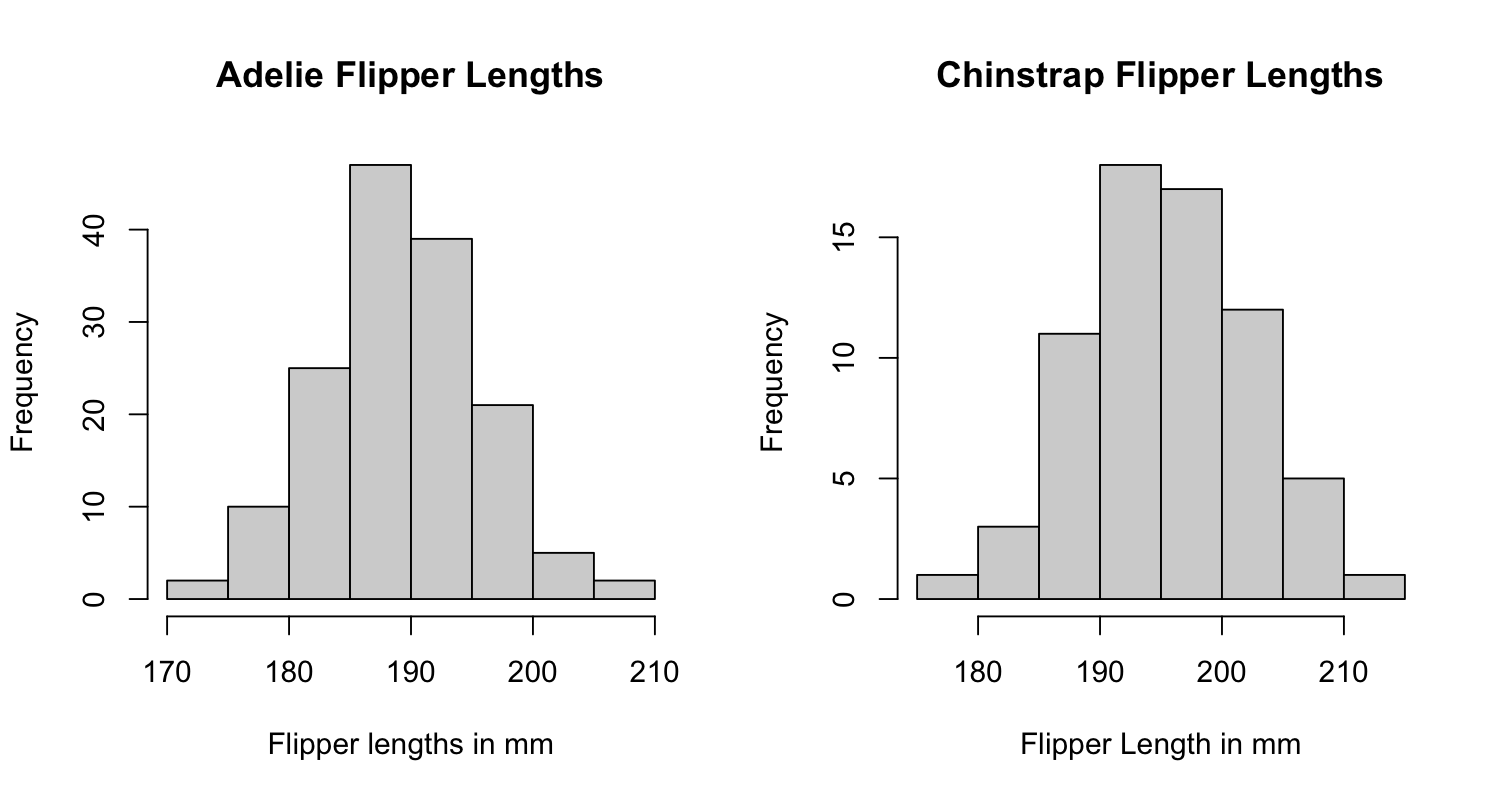 Adelie Flipper Lengths
Frequency
40
30
20
10
0
170 180 190 200 210
Flipper lengths in mm
Chinstrap Flipper Lengths
Frequency
15
10
5
0
180 190 200 210
Flipper Length in mm